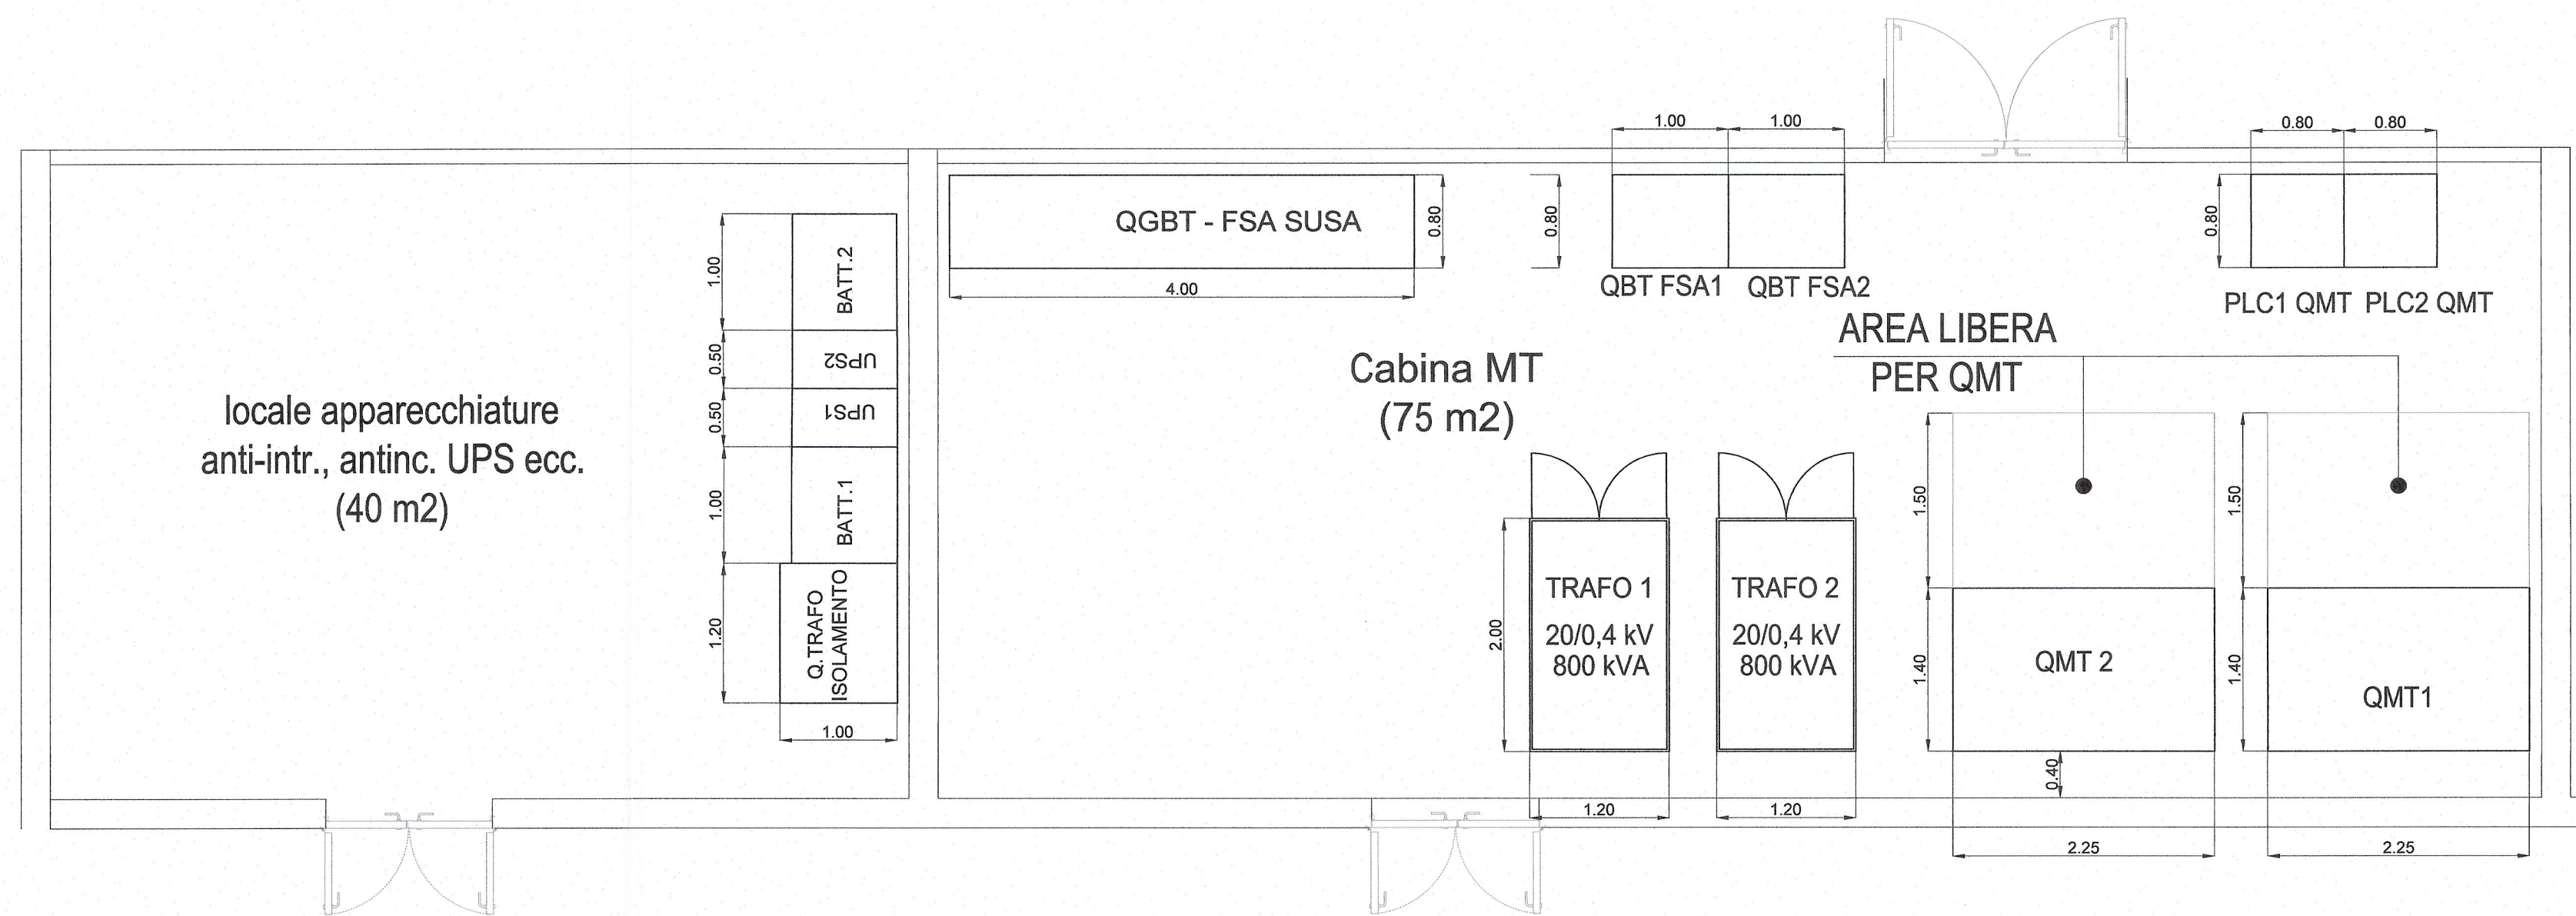 1.00
1.00
0.80
0.80
QGBT - FSA SUSA
0.80
0.80
0.80
4.00
QBT FSA1
QBT FSA2
PLC1 QMT
PLC2 QMT
AREA LIBERA
PER QMT
Cabina MT
(75 m2)
locale apparecchiature
anti-intr., antinc. UPS ecc.
(40 m2)
1.00
BATT.2
0.50
UPS2
0.50
UPS1
1.00
BATT.1
1.20
Q.TRAFO
ISOLAMENTO
1.00
2.00
TRAFO 1
20/0,4 kV
800 kVA
1.20
TRAFO 2
20/0,4 kV
800 kVA
1.20
1.50
1.40
QMT 2
0.40
2.25
1.50
1.40
QMT1
2.25